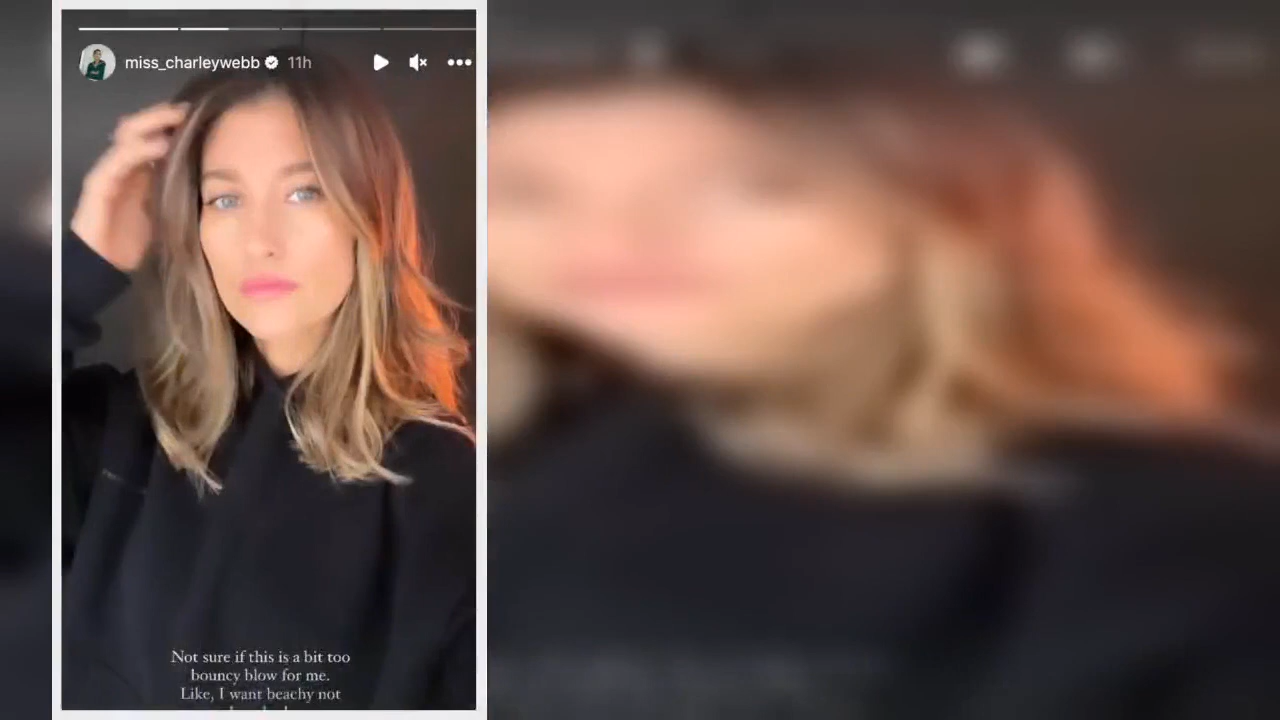 miss_charleywebb 11h
Not sure if this is a bit too
bouncy blow for me.
Like, I want beachy not